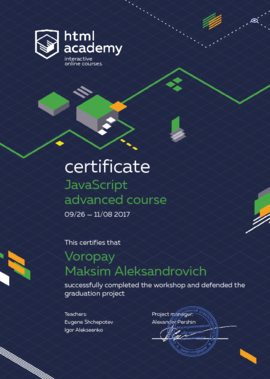 html
academy
interactive
online courses
certificate
JavaScript
advanced course
09/26 — 11/08 2017
This certifies that
Voropay
Maksim Aleksandrovich
successfully completed the workshop and defended the
graduation project
Teachers:
Eugene Shchepotev
Igor Alekseenko
Project manager:
Alexander Pershin